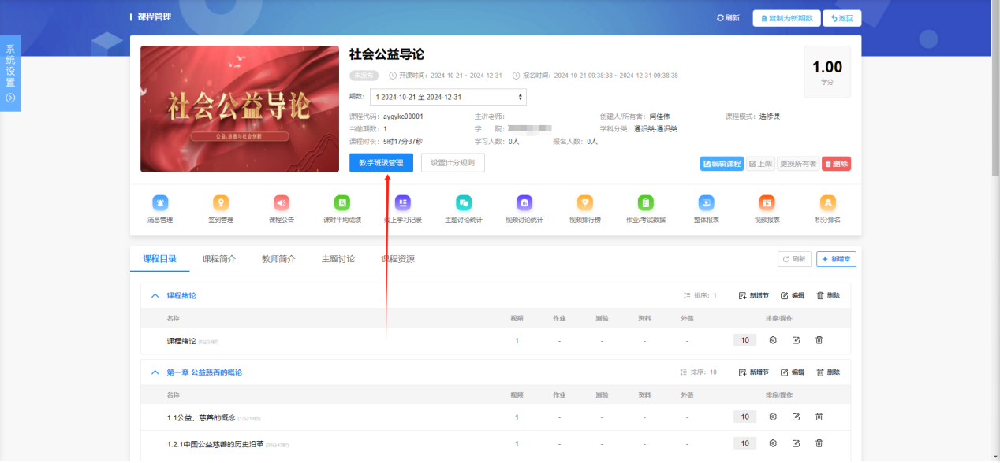 课程管理
刷新
复制为新期数
返回
系统设置
社会公益导论
公益,慈善与社会创新
社会公益导论
未发布
开课时间: 2024-10-21 ~ 2024-12-31
报名时间: 2024-10-21 09:38:38 ~ 2024-12-31 09:38:38
1.00
学分
期数: 1 2024-10-21 至 2024-12-31
课程代码: aygykc00001
主讲老师:
创建人/所有者: 闫佳伟
课程模式: 选修课
当前期数: 1
学 院:
学科分类: 通识类-通识类
课程时长: 5时17分37秒
学习人数: 0人
报名人数: 0人
教学班级管理
设置计分规则
编辑课程
上架
更换所有者
删除
消息管理
签到管理
课程公告
课时平均成绩
线上学习记录
主题讨论统计
视频讨论统计
视频排行榜
作业/考试数据
整体报表
视频报表
积分排名
课程目录
课程简介
教师简介
主题讨论
课程资源
刷新
+ 新增章
课程绪论
排序: 1
新增节
编辑
删除
名称 视频 作业 测验 资料 外链 排序/操作
课程绪论 1 - - - - 10
第一章 公益慈善的概论
排序: 10
新增节
编辑
删除
名称 视频 作业 测验 资料 外链 排序/操作
1.1公益、慈善的概念 1 - - - - 10
1.2.1中国公益慈善的历史沿革 1 - - - - 10